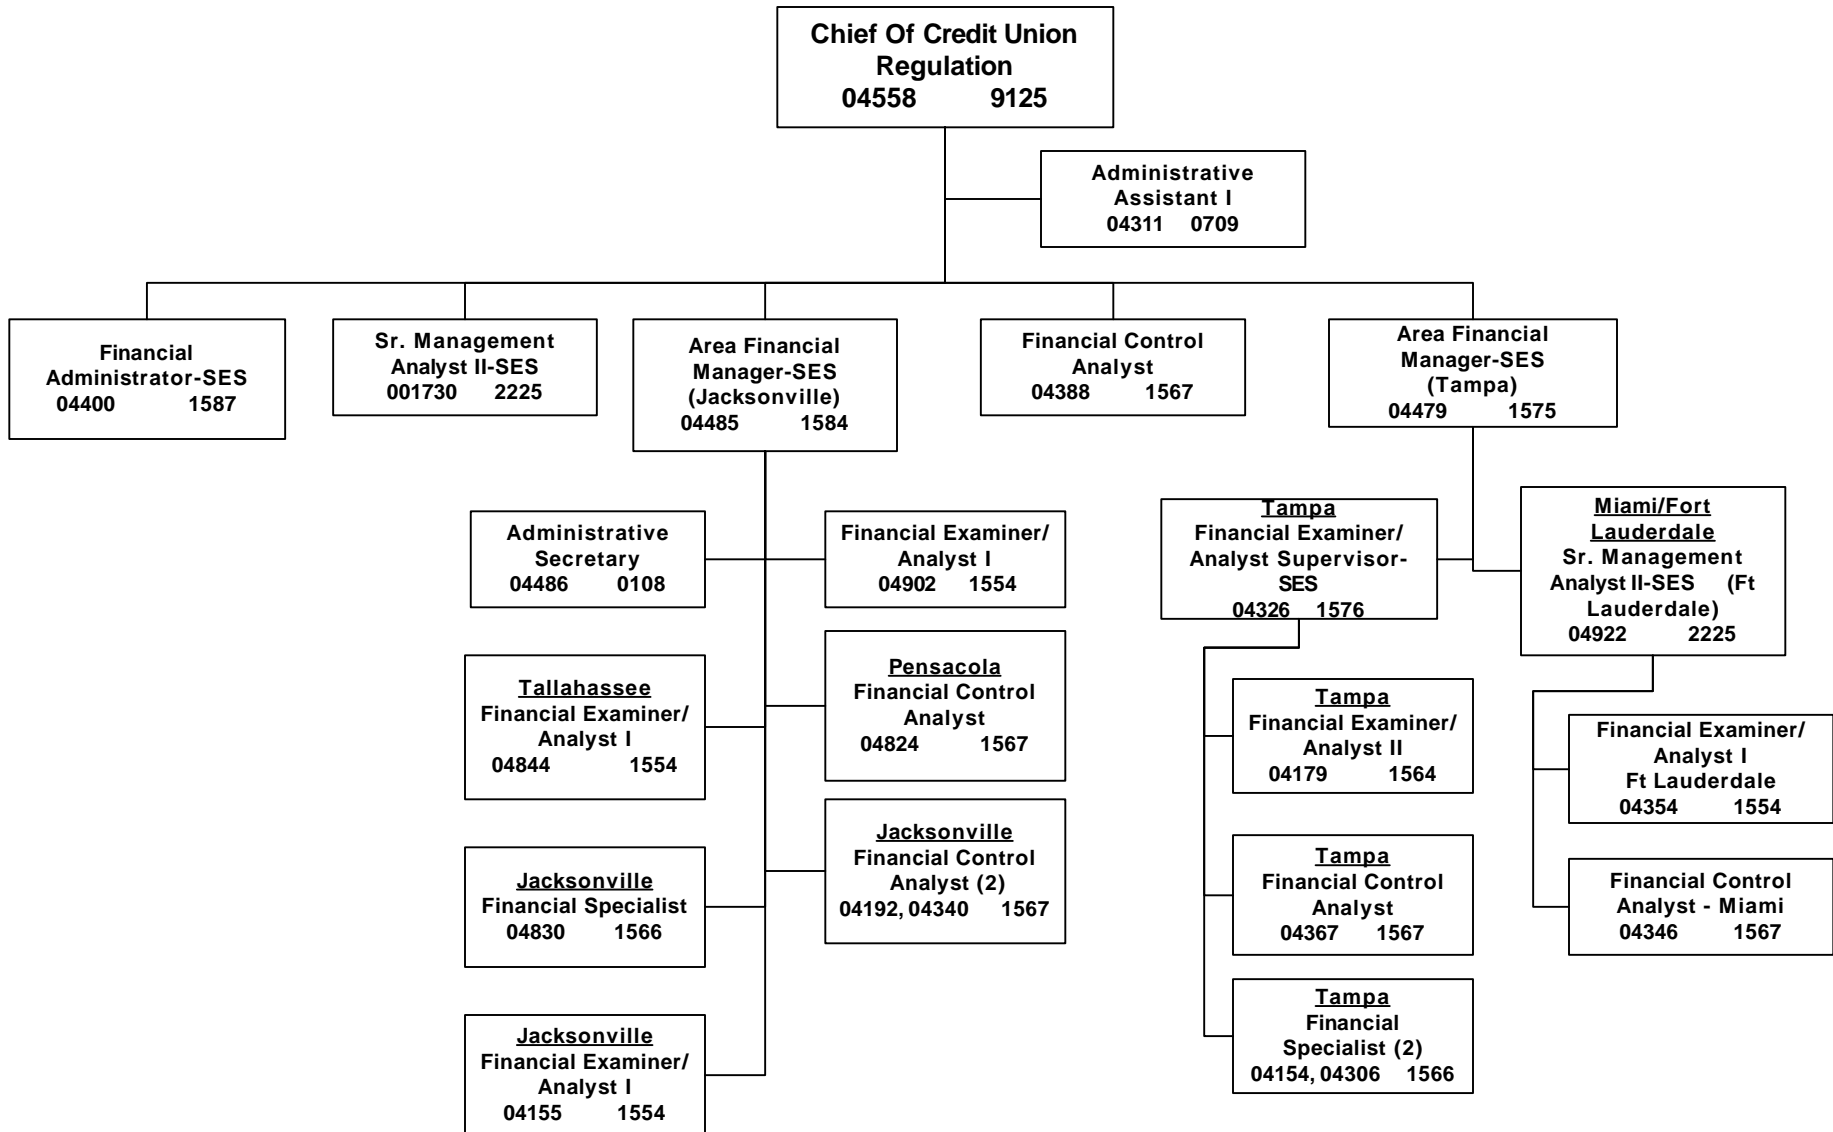 Chief Of Credit Union
Regulation
04558 9125
Administrative
Assistant I
04311 0709
Financial
Administrator-SES
04400 1587
Sr. Management
Analyst II-SES
001730 2225
Area Financial
Manager-SES
(Jacksonville)
04485 1584
Financial Control
Analyst
04388 1567
Area Financial
Manager-SES
(Tampa)
04479 1575
Administrative
Secretary
04486 0108
Financial Examiner/
Analyst I
04902 1554
Tallahassee
Financial Examiner/
Analyst I
04844 1554
Pensacola
Financial Control
Analyst
04824 1567
Jacksonville
Financial Specialist
04830 1566
Jacksonville
Financial Control
Analyst (2)
04192, 04340 1567
Jacksonville
Financial Examiner/
Analyst I
04155 1554
Tampa
Financial Examiner/
Analyst Supervisor-
SES
04326 1576
Tampa
Financial Examiner/
Analyst II
04179 1564
Tampa
Financial Control
Analyst
04367 1567
Tampa
Financial
Specialist (2)
04154, 04306 1566
Miami/Fort
Lauderdale
Sr. Management
Analyst II-SES (Ft
Lauderdale)
04922 2225
Financial Examiner/
Analyst I
Ft Lauderdale
04354 1554
Financial Control
Analyst - Miami
04346 1567